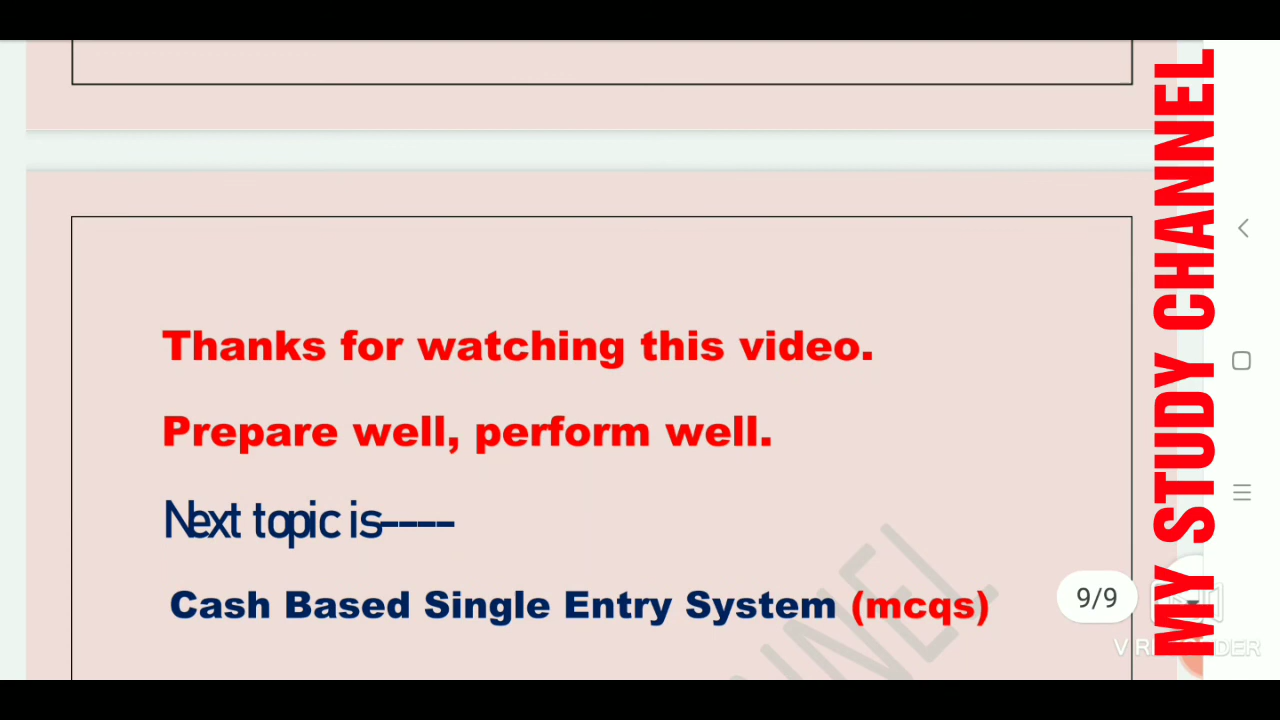 Thanks for watching this video.
Prepare well, perform well.
Next topic is----
Cash Based Single Entry System (mcqs)
9/9
MY STUDY CHANNEL